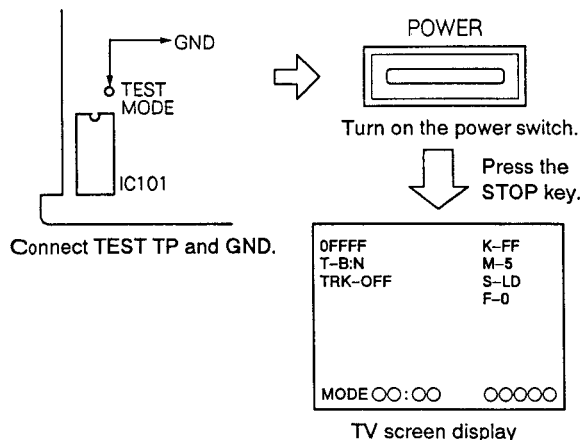 GND
TEST
MODE
IC101
Connect TEST TP and GND.
POWER
Turn on the power switch.
Press the
STOP key.
0FFFF K–FF
T–B:N M–5
TRK–OFF S–LD
F–0
MODE○○:○○ ○○○○○
TV screen display